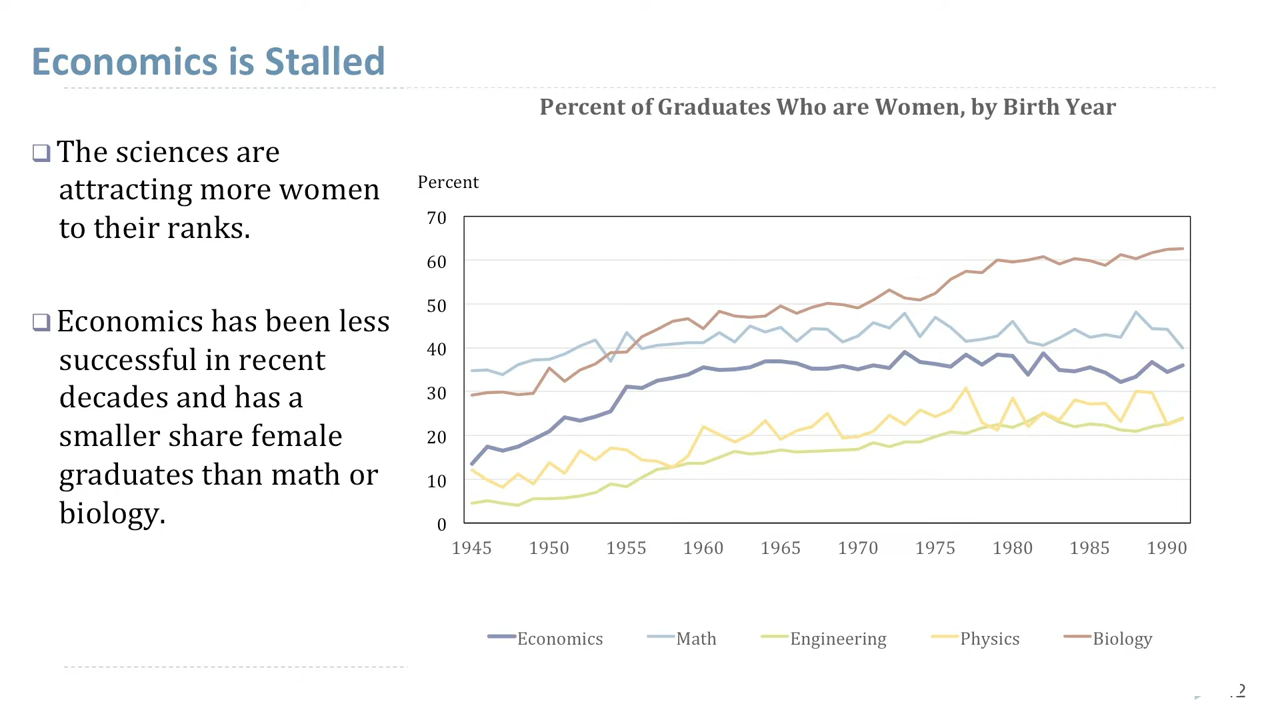 Economics is Stalled
Percent of Graduates Who are Women, by Birth Year
❑ The sciences are
attracting more women
to their ranks.
❑ Economics has been less
successful in recent
decades and has a
smaller share female
graduates than math or
biology.
Percent
70
60
50
40
30
20
10
0
1945 1950 1955 1960 1965 1970 1975 1980 1985 1990
Economics Math Engineering Physics Biology